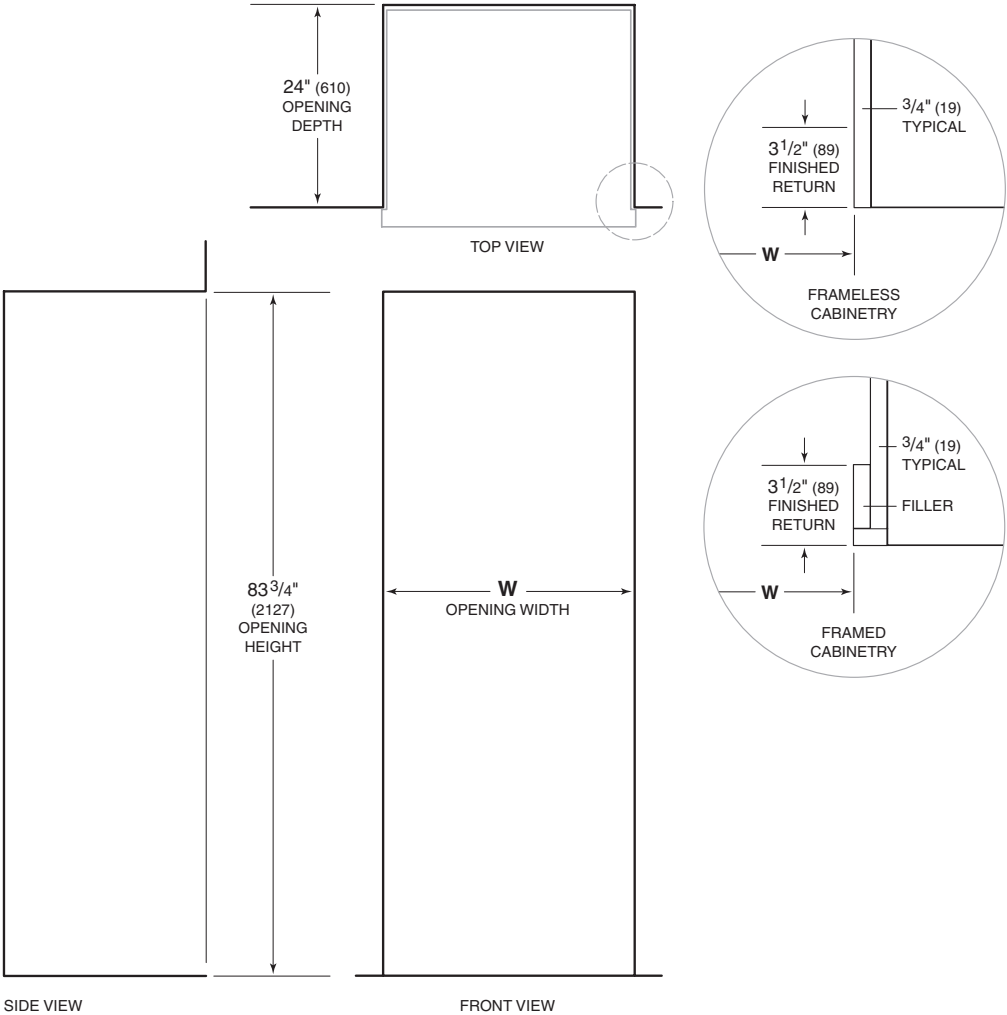 24" (610)
OPENING
DEPTH
TOP VIEW
3/4" (19)
TYPICAL
3 1/2" (89)
FINISHED
RETURN
W
FRAMELESS
CABINETRY
3/4" (19)
TYPICAL
3 1/2" (89)
FINISHED
RETURN
FILLER
W
FRAMED
CABINETRY
83 3/4"
(2127)
OPENING
HEIGHT
W
OPENING WIDTH
SIDE VIEW
FRONT VIEW